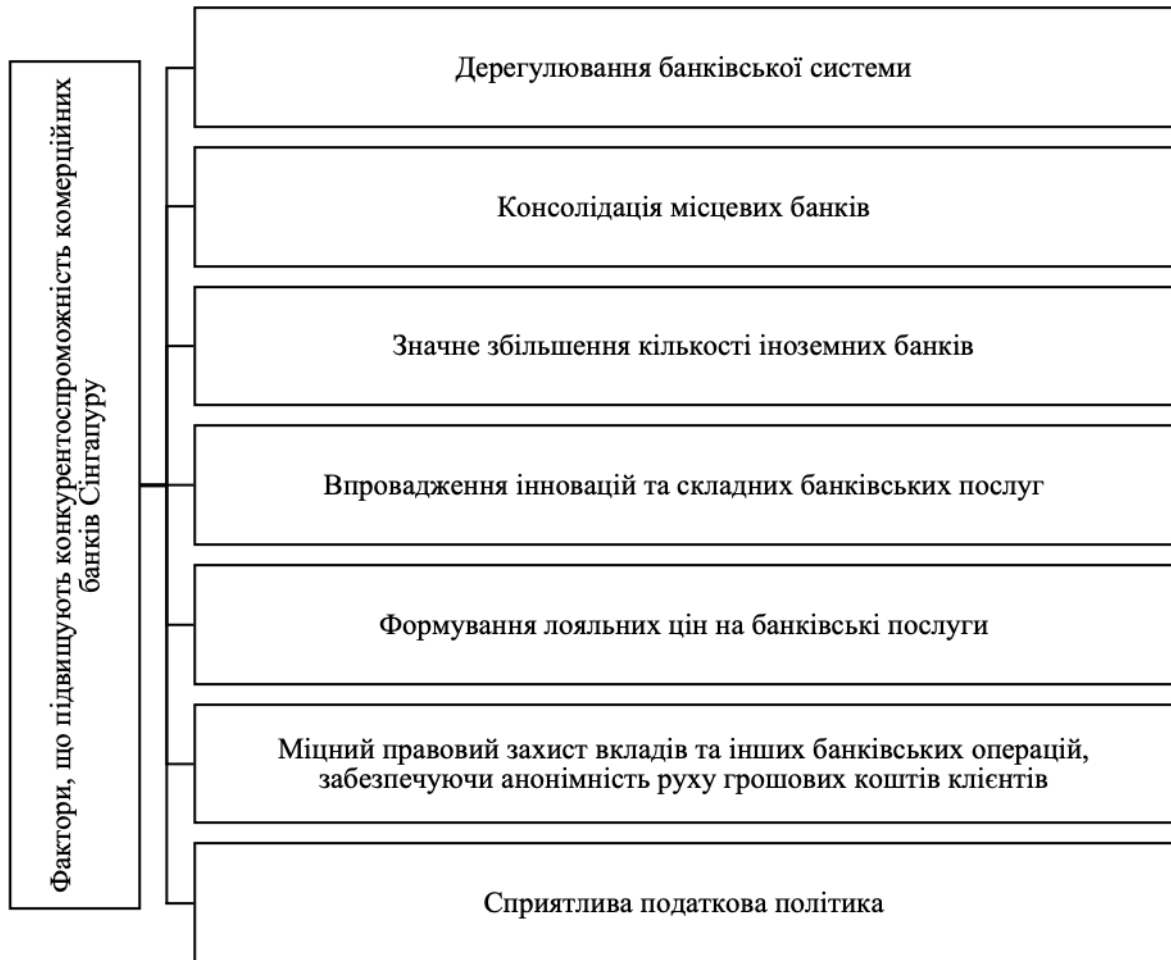 Фактори, що підвищують конкурентоспроможність комерційних
банків Сінгапуру
Дерегулювання банківської системи
Консолідація місцевих банків
Значне збільшення кількості іноземних банків
Впровадження інновацій та складних банківських послуг
Формування лояльних цін на банківські послуги
Міцний правовий захист вкладів та інших банківських операцій,
забезпечуючи анонімність руху грошових коштів клієнтів
Сприятлива податкова політика